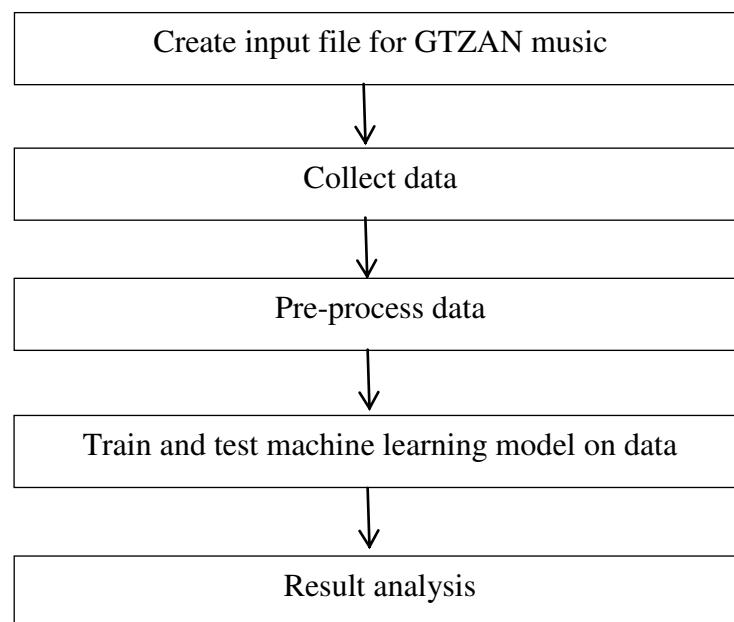 Create input file for GTZAN music
Collect data
Pre-process data
Train and test machine learning model on data
Result analysis